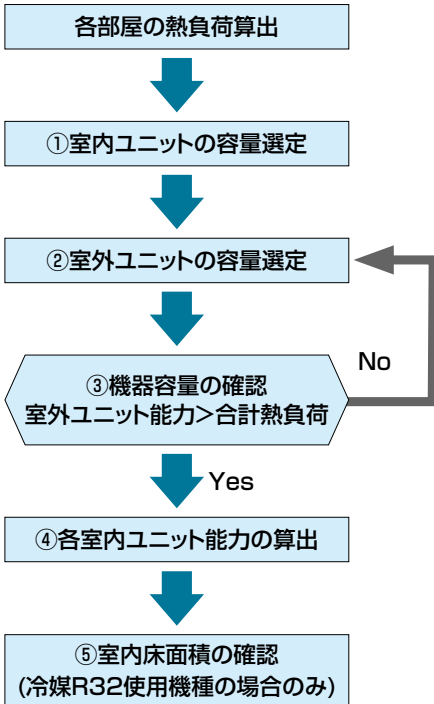 各部屋の熱負荷算出
①室内ユニットの容量選定
②室外ユニットの容量選定
③機器容量の確認
室外ユニット能力＞合計熱負荷
No
Yes
④各室内ユニット能力の算出
⑤室内床面積の確認
(冷媒R32使用機種の場合のみ)